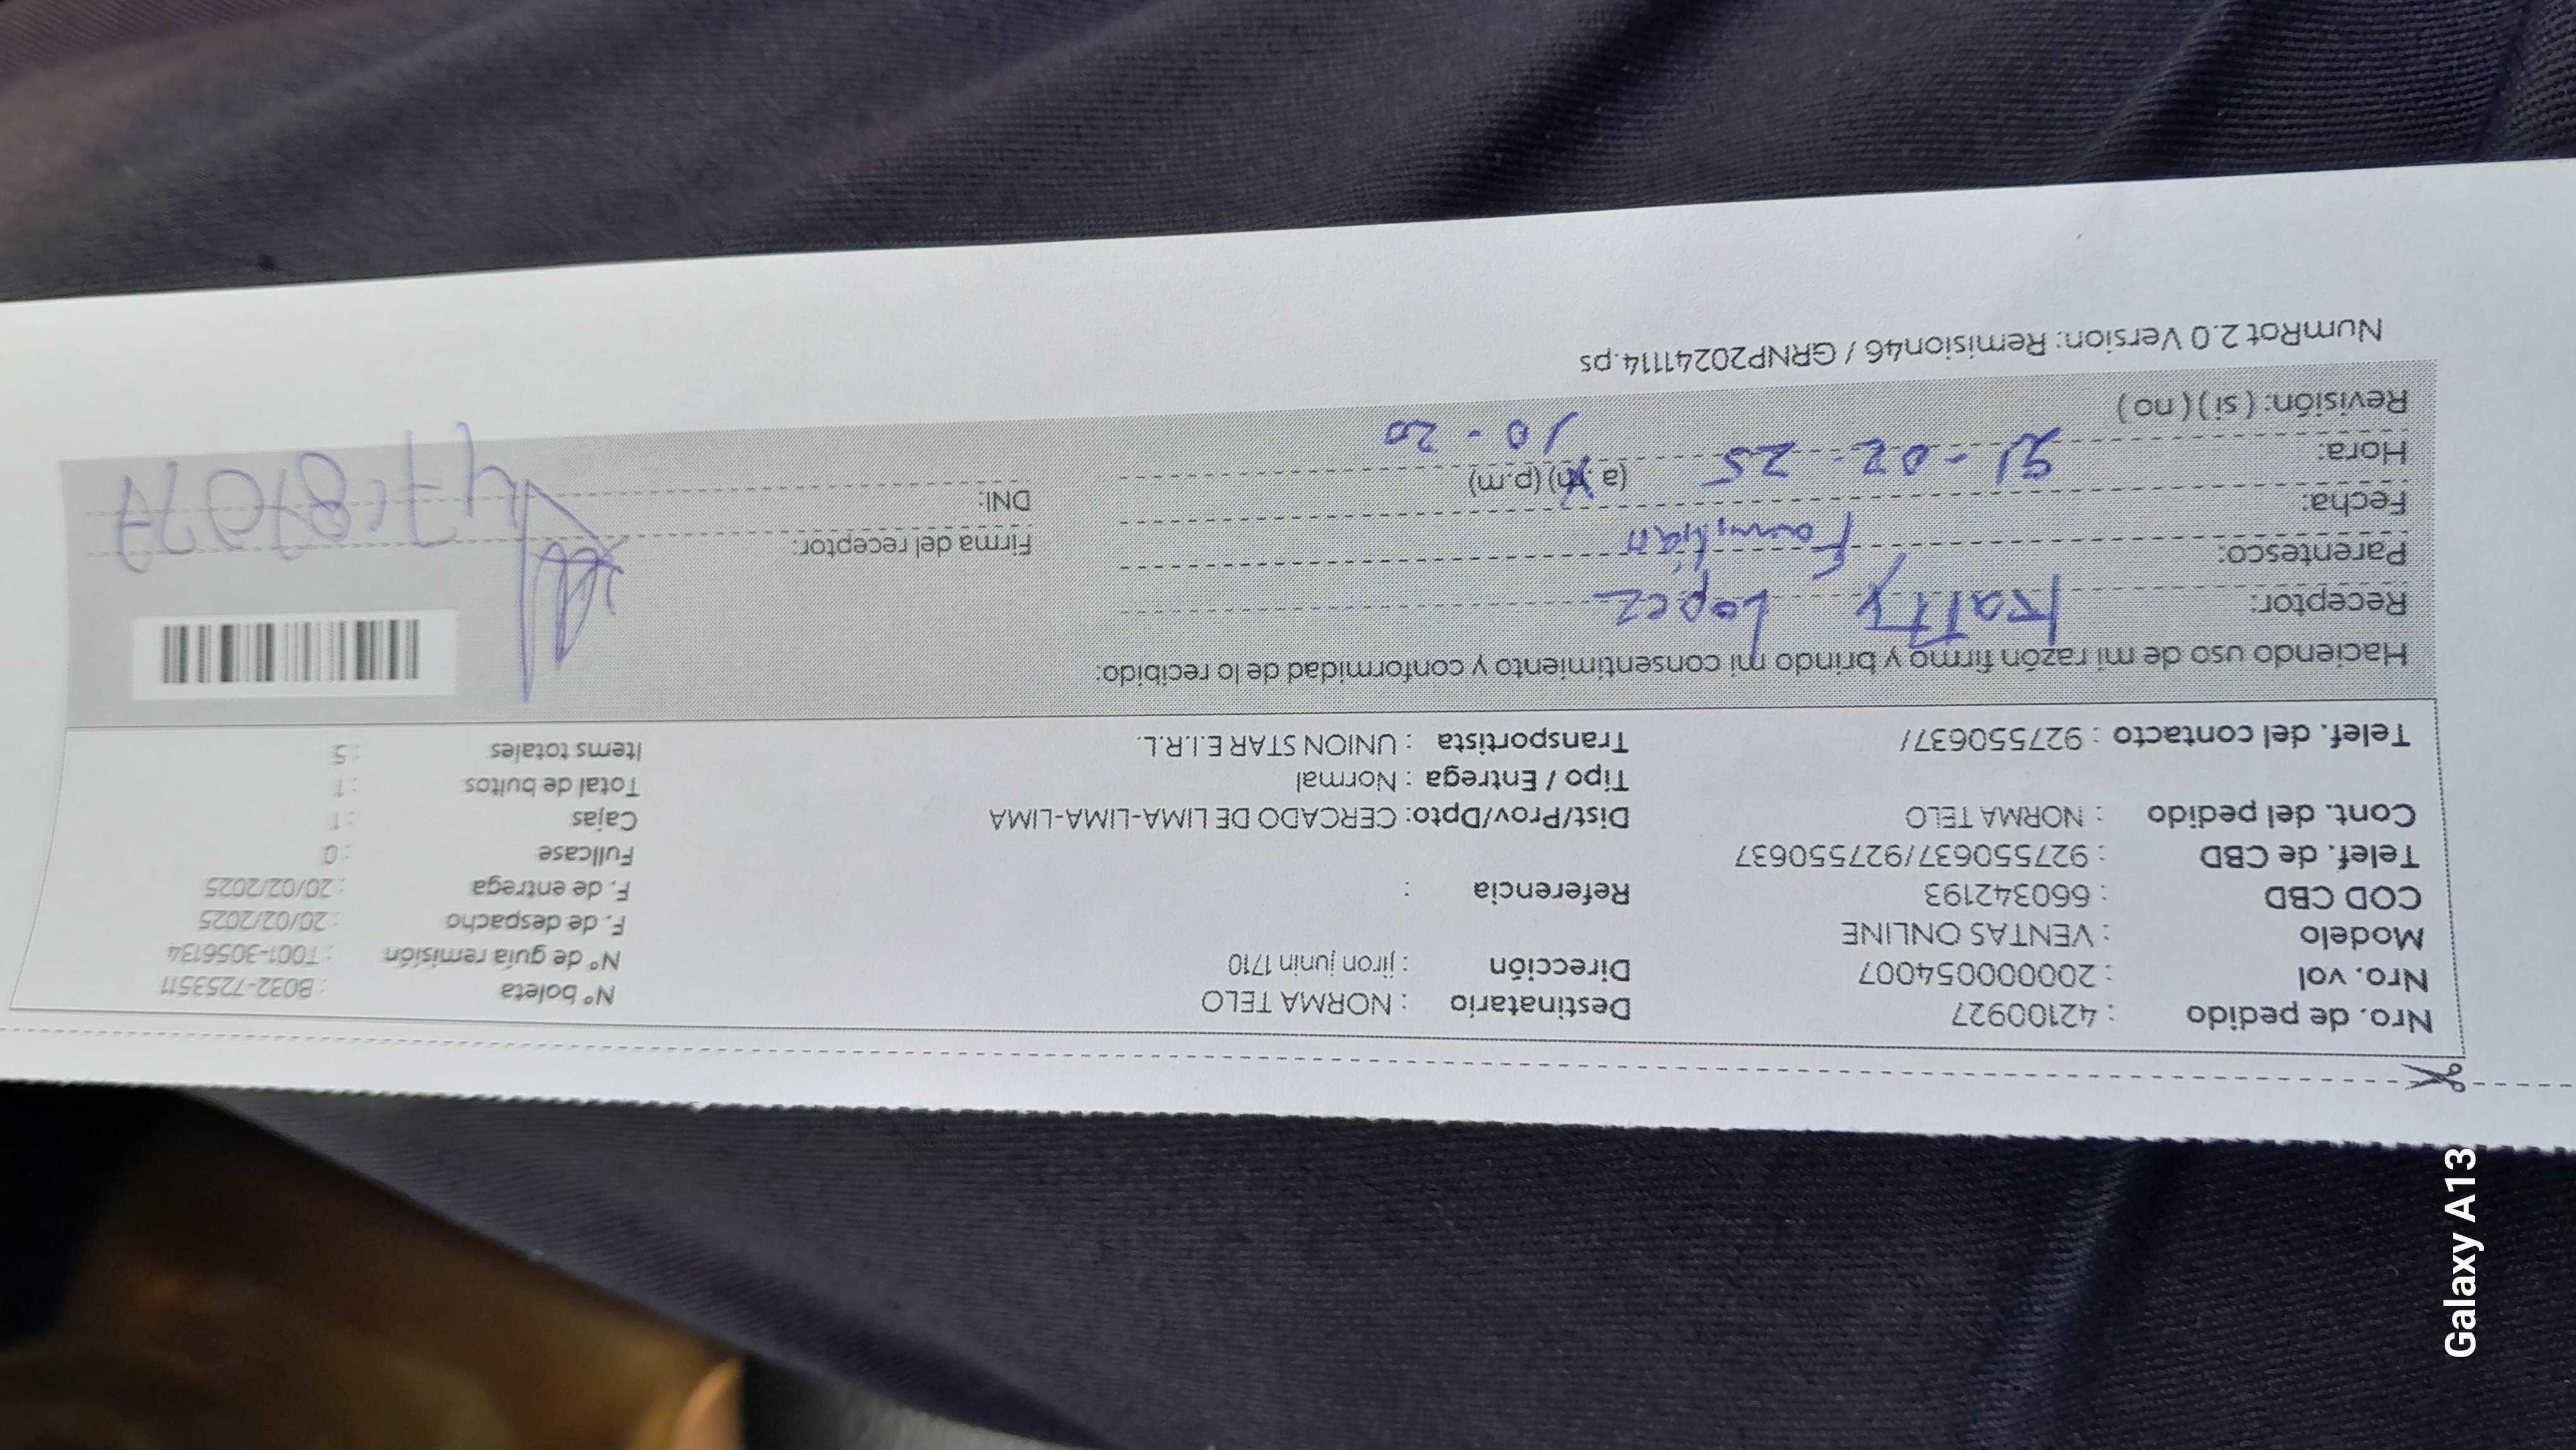 Nro. de pedido : 42100927
Nro. vol : 20000054007
Modelo : VENTAS ONLINE
COD CBD : 660342193
Telef. de CBD : 927550637/927550637
Cont. del pedido : NORMA TELO
Telef. del contacto : 927550637/
Destinatario : NORMA TELO
Dirección : jiron junin 1710
Referencia :
Dist/Prov/Dpto: CERCADO DE LIMA-LIMA-LIMA
Tipo / Entrega : Normal
Transportista : UNION STAR E.I.R.L.
N° boleta : B032-7253511
N° de guía remisión : T001-3056134
F. de despacho : 20/02/2025
F. de entrega : 20/02/2025
Fullcase : 0
Cajas : 1
Total de bultos : 1
Items totales : 5
Haciendo uso de mi razón firmo y brindo mi consentimiento y conformidad de lo recibido:
Receptor: Katty Lopez
Parentesco: Familiar
Fecha: 21-02-25
Hora: (a.m) (p.m) 10-20
Revisión: ( si ) ( no )
Firma del receptor:
DNI:
NumRot 2.0 Version: Remision46 / GRNP20241114.ps
Galaxy A13